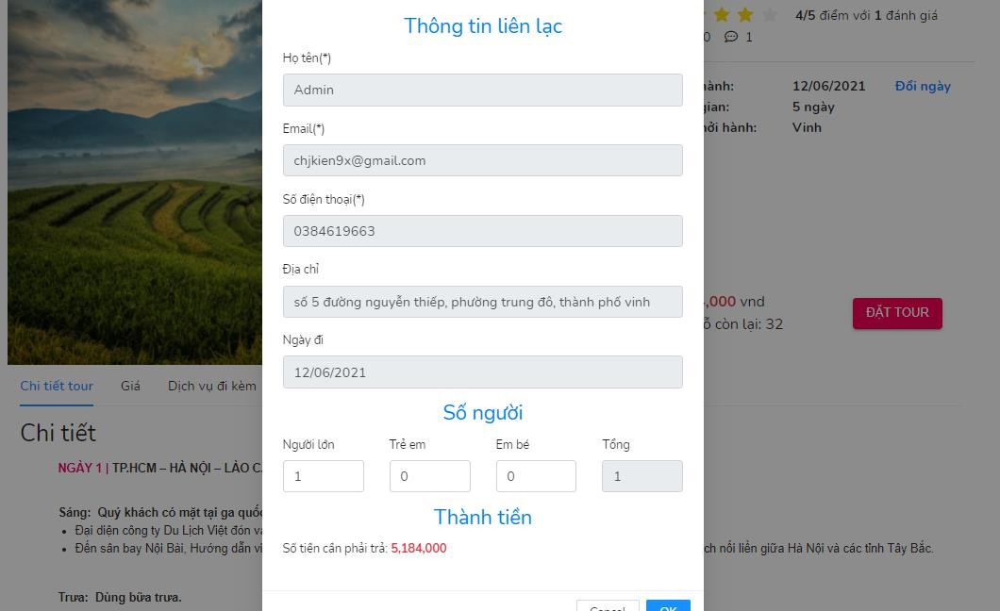 Thông tin liên lạc
4/5 điểm với 1 đánh giá
0 1
Họ tên(*)
Admin
hành: 12/06/2021 Đổi ngày
gian: 5 ngày
hởi hành: Vinh
Email(*)
chjkien9x@gmail.com
Số điện thoại(*)
0384619663
Địa chỉ
số 5 đường nguyễn thiếp, phường trung đô, thành phố vinh
,000 vnd
ĐẶT TOUR
ỗ còn lại: 32
Ngày đi
12/06/2021
Chi tiết tour Giá Dịch vụ đi kèm
Số người
Chi tiết
Người lớn Trẻ em Em bé Tổng
1 0 0 1
NGÀY 1 | TP.HCM – HÀ NỘI – LÀO C
Sáng: Quý khách có mặt tại ga quốc
Thành tiền
Đại diện công ty Du Lịch Việt đón
Số tiền cần phải trả: 5,184,000
Đến sân bay Nội Bài, Hướng dẫn
ch nối liền giữa Hà Nội và các tỉnh Tây Bắc.
Trưa: Dùng bữa trưa.
Cancel OK